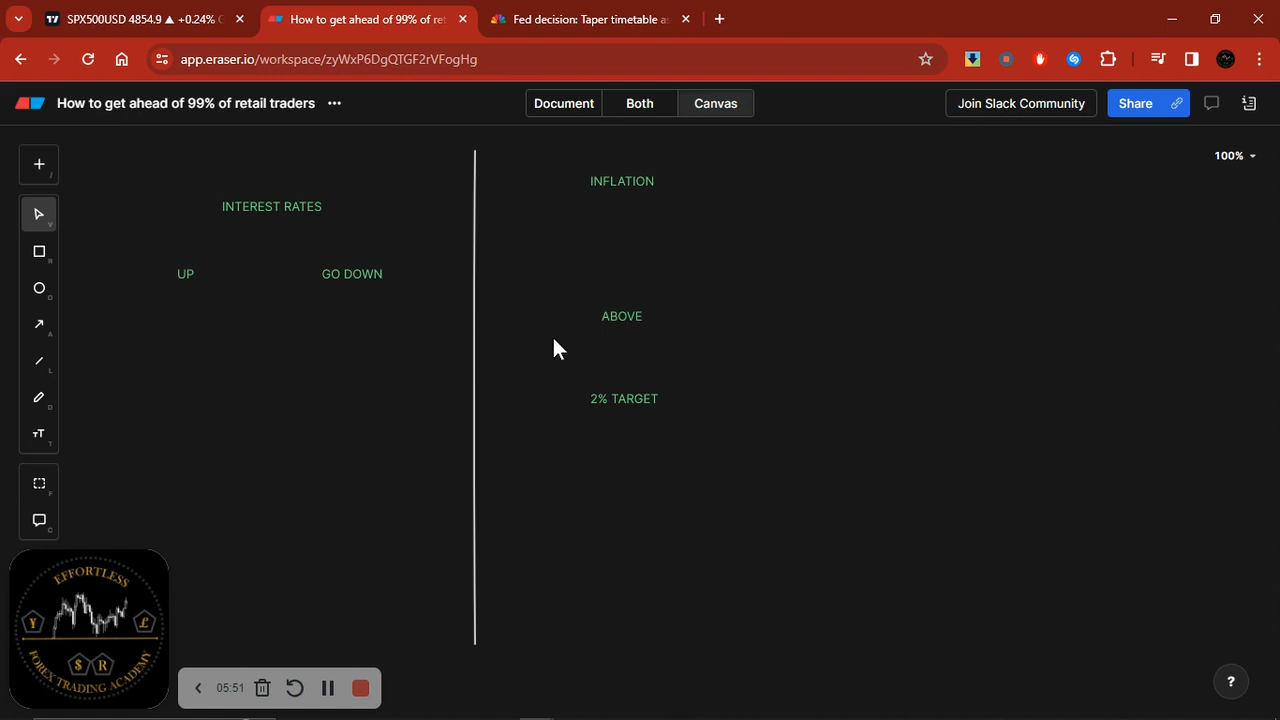 SPX500USD 4854.9 ▲ +0.24%
How to get ahead of 99% of ret
Fed decision: Taper timetable as
app.eraser.io/workspace/zyWxP6DgQTGF2rVFogHg
How to get ahead of 99% of retail traders
Document
Both
Canvas
Join Slack Community
Share
100%
INFLATION
INTEREST RATES
UP
GO DOWN
ABOVE
2% TARGET
EFFORTLESS
¥
£
$
R
FOREX TRADING ACADEMY
05:51
?